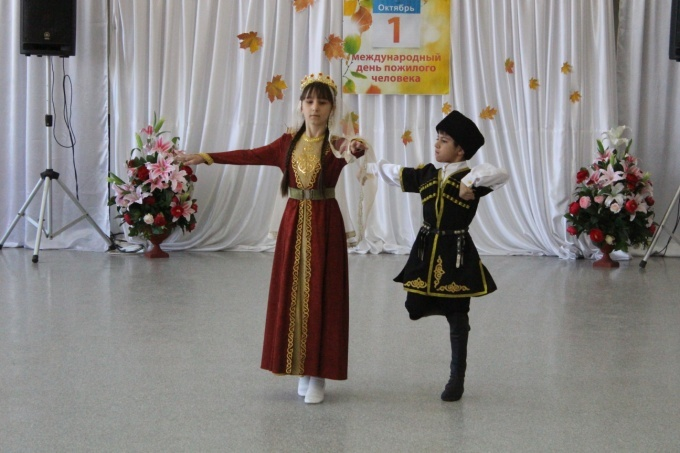 Октябрь
1
международный
день пожилого
человека